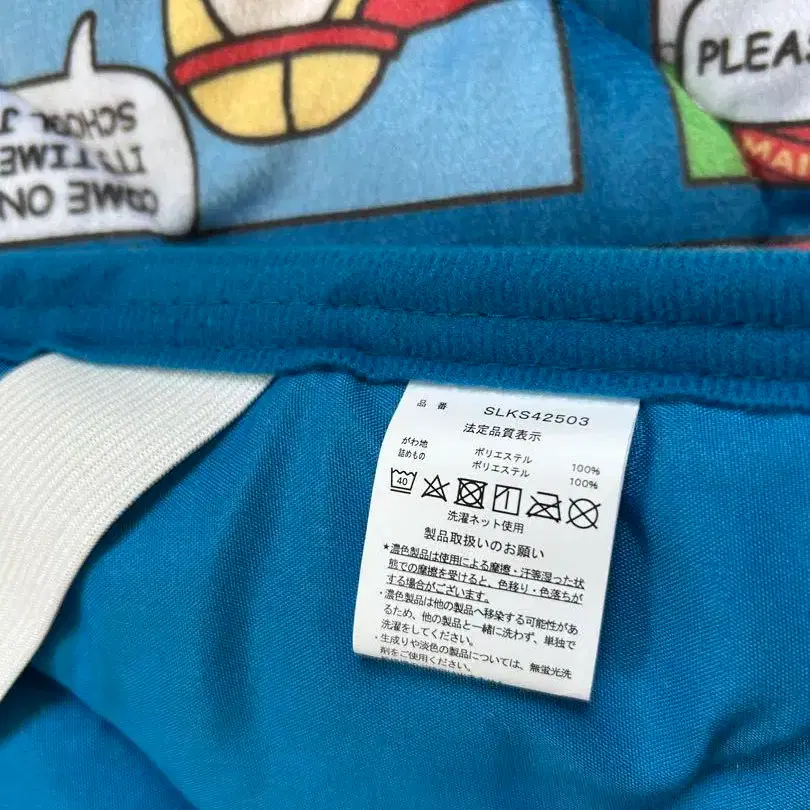 COME ON
IT'S TIME
SCHOOL
PLEAS
MAI
品 番 SLKS42503
法定品質表示
がわ地 ポリエステル 100%
詰めもの ポリエステル 100%
40
洗濯ネット使用
製品取扱いのお願い
★濃色製品は使用による摩擦・汗等湿った状
態での摩擦を受けると、色移り・色落ちが
する場合がございます。
・濃色製品は他の製品へ移染する可能性があ
るため、他の製品と一緒に洗わず、単独で
洗濯をしてください。
・生成りや淡色の製品については、無蛍光洗
剤をご使用ください。